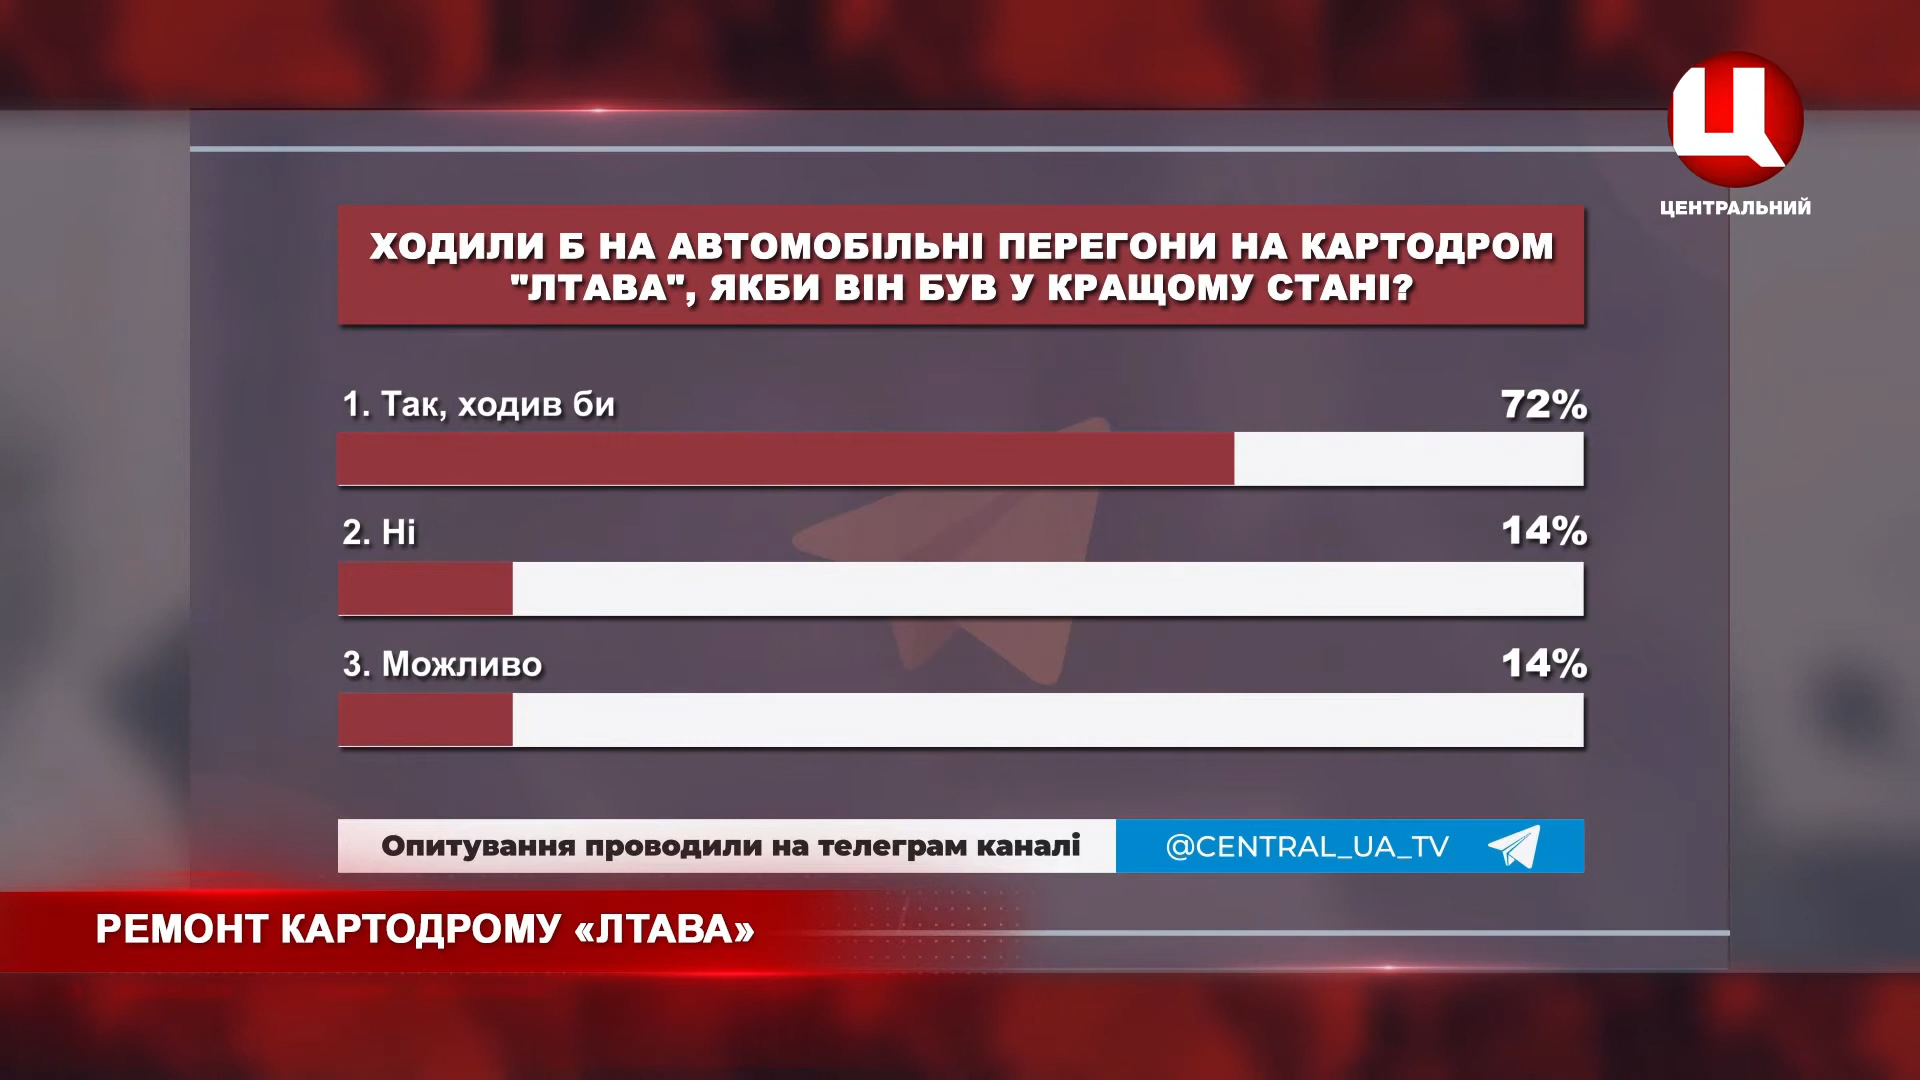 Ц
ЦЕНТРАЛЬНИЙ
ХОДИЛИ Б НА АВТОМОБІЛЬНІ ПЕРЕГОНИ НА КАРТОДРОМ
"ЛТАВА", ЯКБИ ВІН БУВ У КРАЩОМУ СТАНІ?
1. Так, ходив би 72%
2. Ні 14%
3. Можливо 14%
Опитування проводили на телеграм каналі @CENTRAL_UA_TV
РЕМОНТ КАРТОДРОМУ «ЛТАВА»